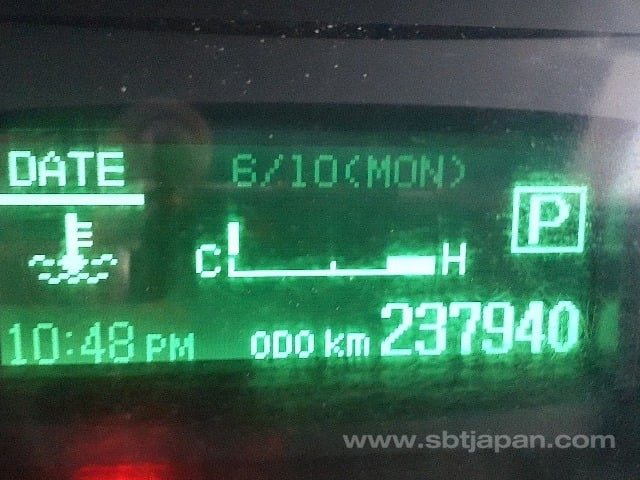 DATE 6/10(MON)
P
C H
10:48 PM ODO km 237940
www.sbtjapan.com